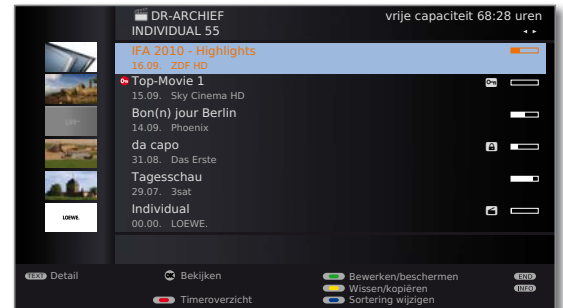 DR-ARCHIEF
vrije capaciteit 68:28 uren
INDIVIDUAL 55
IFA 2010 - Highlights
16.09. ZDF HD
Top-Movie 1
15.09. Sky Cinema HD
Bon(n) jour Berlin
14.09. Phoenix
da capo
31.08. Das Erste
Tagesschau
29.07. 3sat
Individual
00.00. LOEWE.
LOEWE.
TEXT Detail
OK Bekijken
Bewerken/beschermen
END
Wissen/kopiëren
INFO
Timeroverzicht
Sortering wijzigen